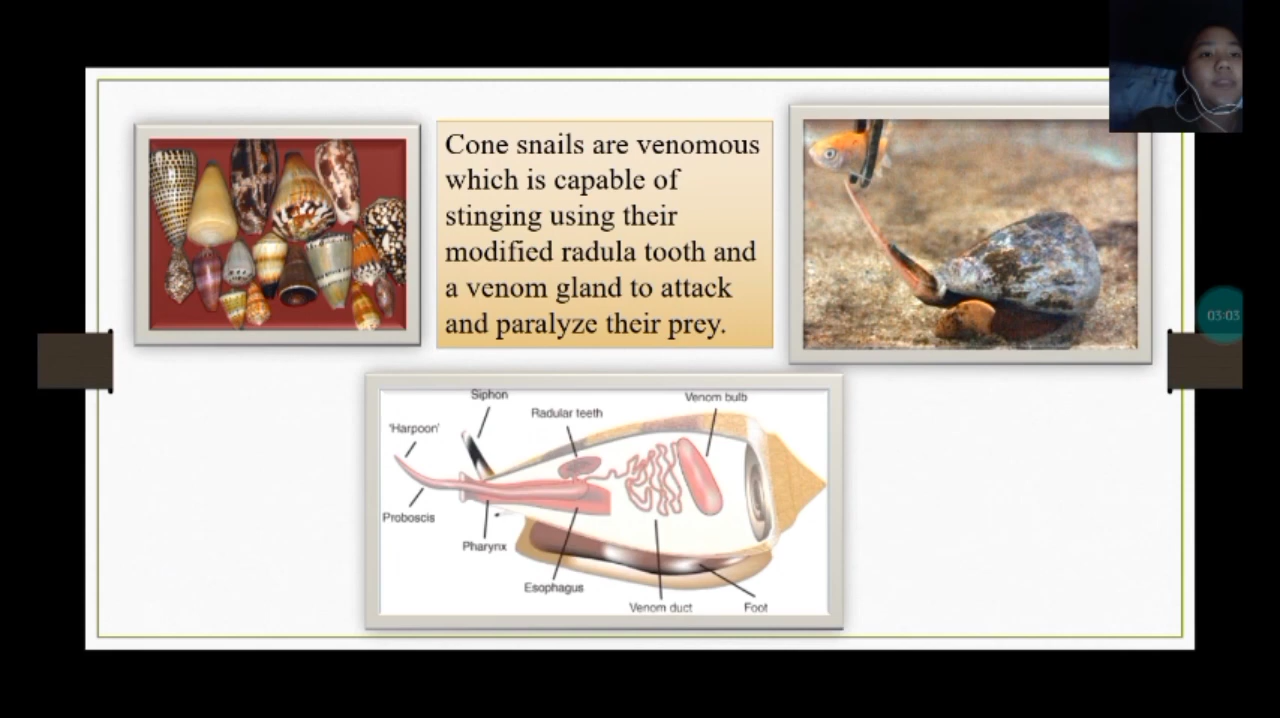 Cone snails are venomous
which is capable of
stinging using their
modified radula tooth and
a venom gland to attack
and paralyze their prey.
03:03
Siphon
Venom bulb
Radular teeth
'Harpoon'
Proboscis
Pharynx
Esophagus
Venom duct
Foot